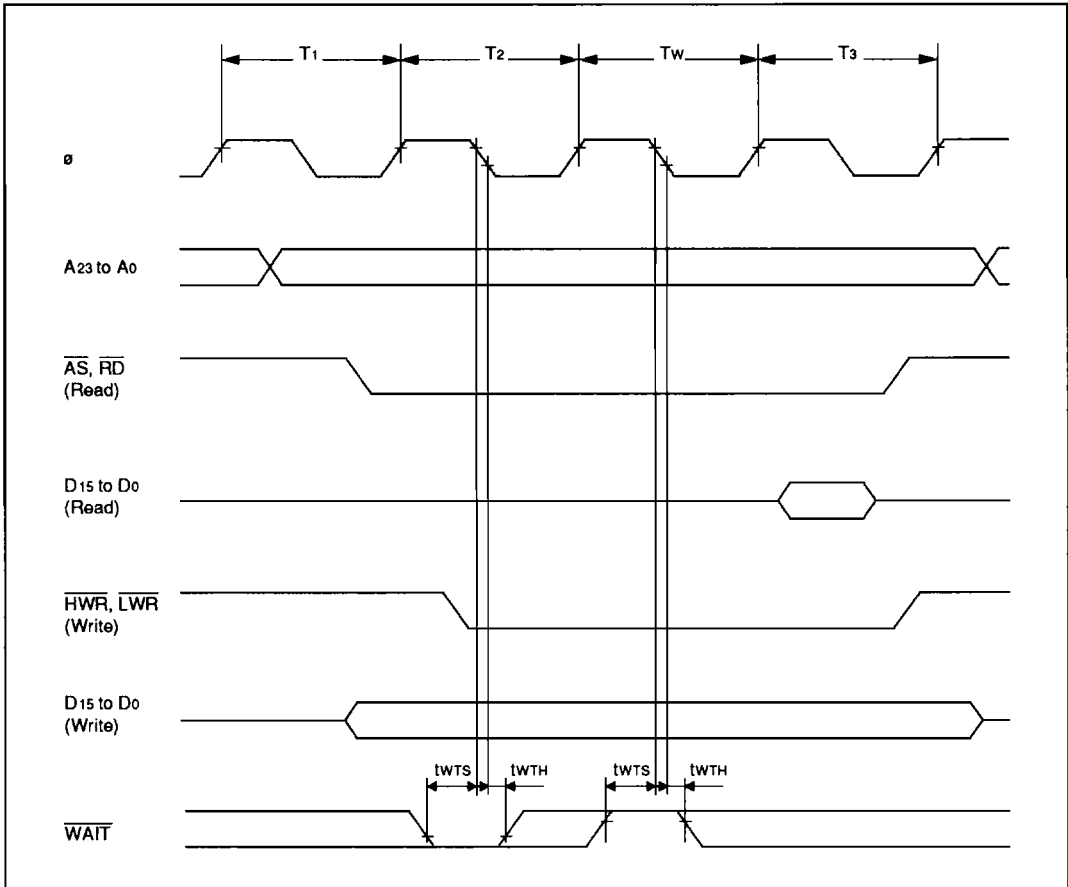 T1 T2 TW T3
ø
A23 to A0
AS, RD
(Read)
D15 to D0
(Read)
HWR, LWR
(Write)
D15 to D0
(Write)
tWTS tWTH tWTS tWTH
WAIT